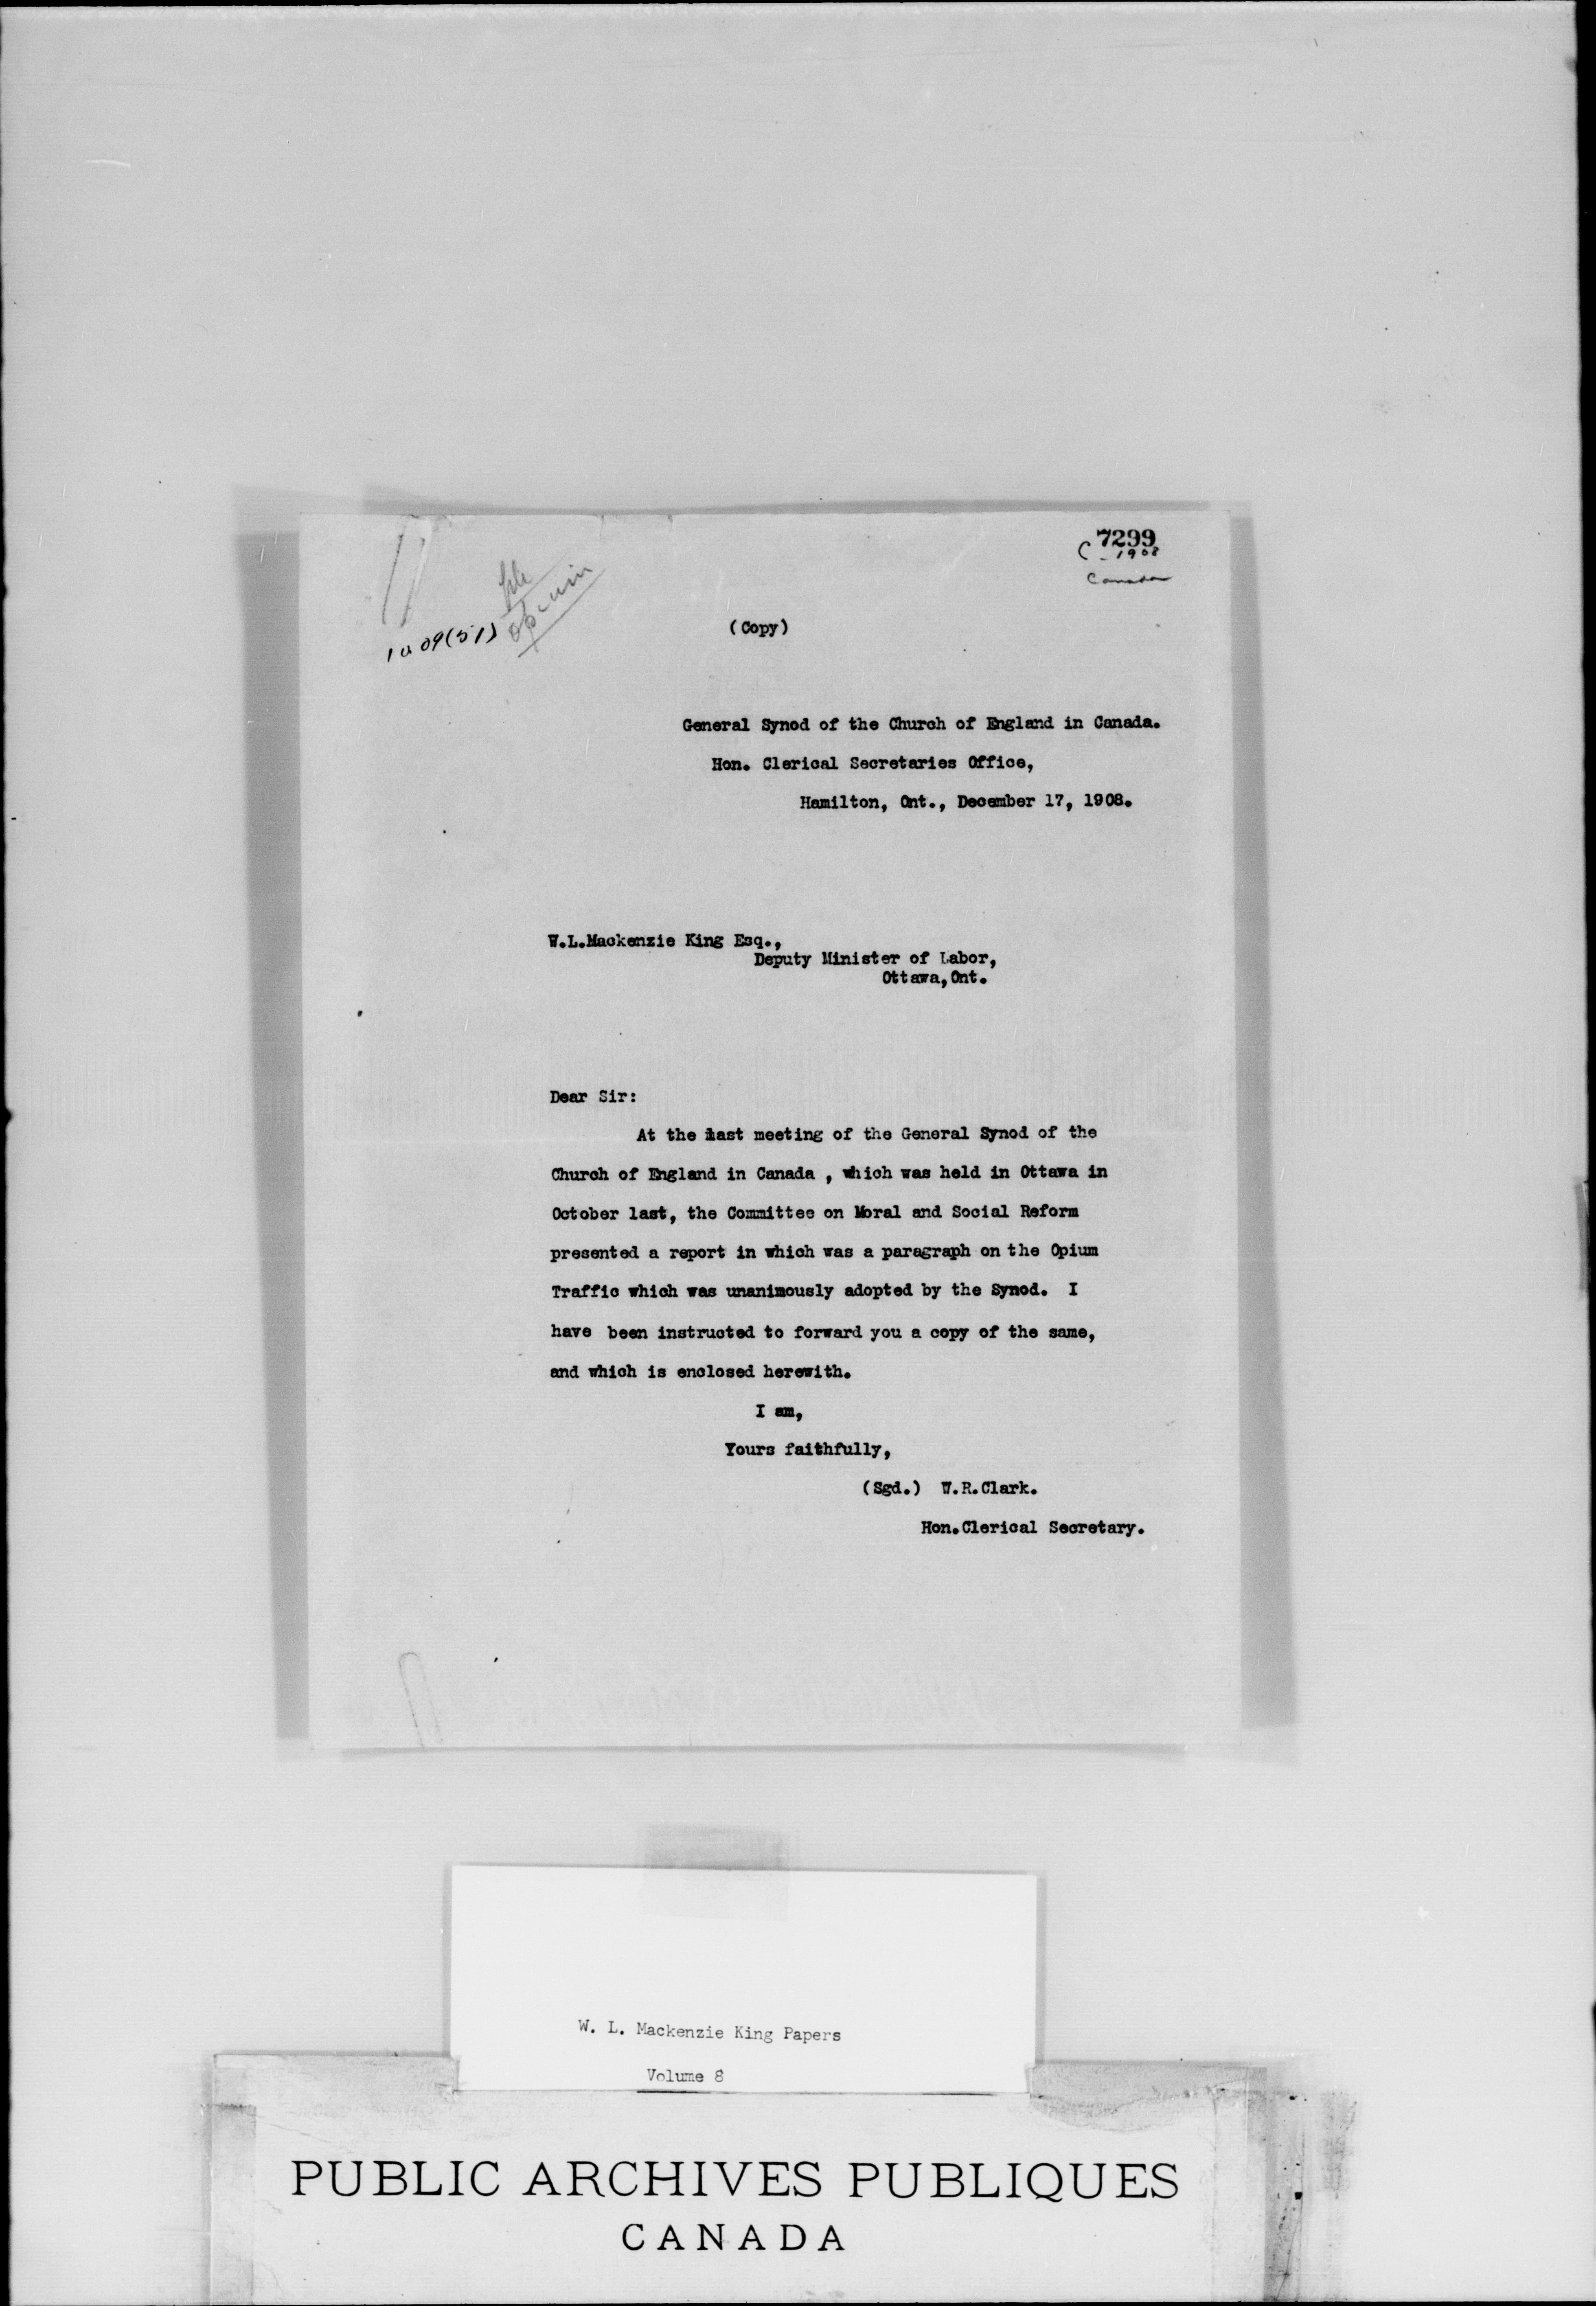 7299
C - 1908
Canada
file
opium
1009(51)
(Copy)
General Synod of the Church of England in Canada.
Hon. Clerical Secretaries Office,
Hamilton, Ont., December 17, 1908.
W.L.Mackenzie King Esq.,
Deputy Minister of Labor,
Ottawa,Ont.
Dear Sir:
At the last meeting of the General Synod of the
Church of England in Canada , which was held in Ottawa in
October last, the Committee on Moral and Social Reform
presented a report in which was a paragraph on the Opium
Traffic which was unanimously adopted by the Synod. I
have been instructed to forward you a copy of the same,
and which is enclosed herewith.
I am,
Yours faithfully,
(Sgd.) W.R.Clark.
Hon.Clerical Secretary.
W. L. Mackenzie King Papers
Volume 8
PUBLIC ARCHIVES PUBLIQUES
CANADA